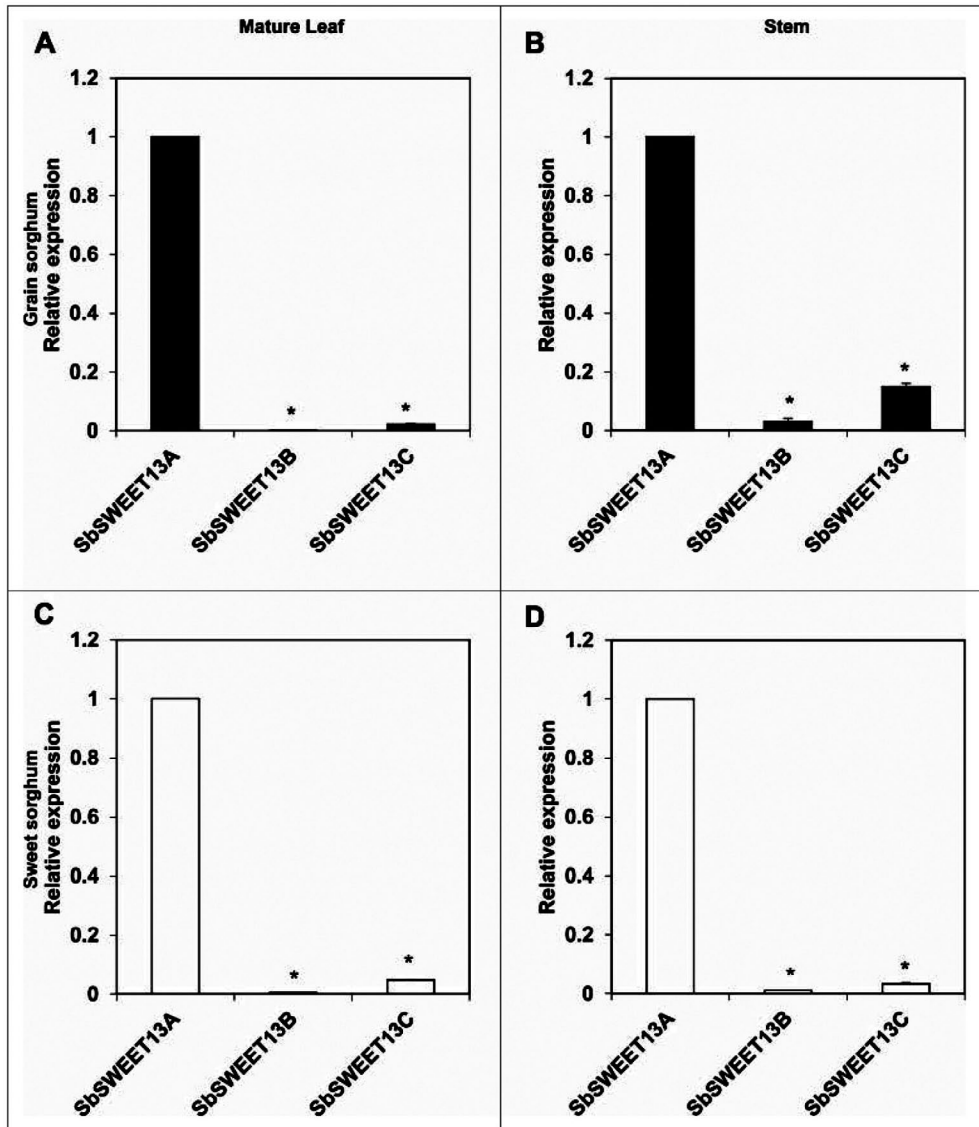 A
Mature Leaf
Grain sorghum
Relative expression
1.2
1
0.8
0.6
0.4
0.2
0
*
*
SbSWEET13A
SbSWEET13B
SbSWEET13C
B
Stem
Relative expression
1.2
1
0.8
0.6
0.4
0.2
0
*
*
SbSWEET13A
SbSWEET13B
SbSWEET13C
C
Sweet sorghum
Relative expression
1.2
1
0.8
0.6
0.4
0.2
0
*
*
SbSWEET13A
SbSWEET13B
SbSWEET13C
D
Relative expression
1.2
1
0.8
0.6
0.4
0.2
0
*
*
SbSWEET13A
SbSWEET13B
SbSWEET13C